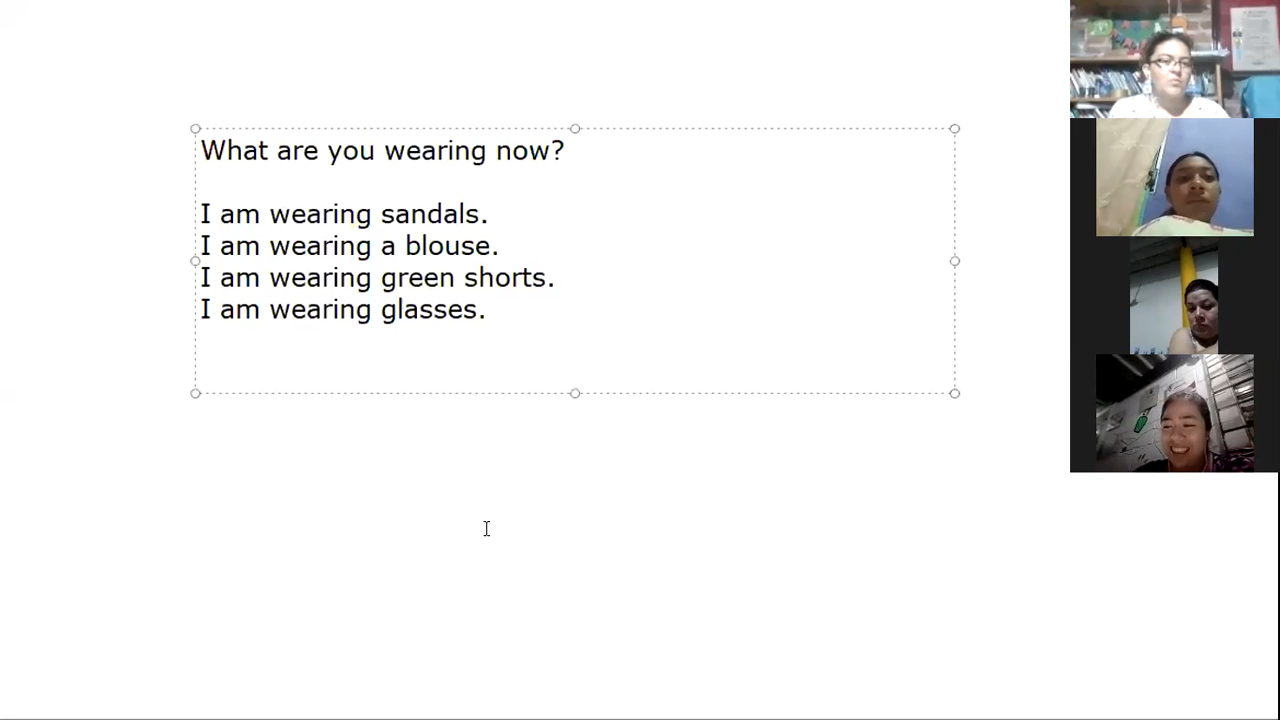 What are you wearing now?
I am wearing sandals.
I am wearing a blouse.
I am wearing green shorts.
I am wearing glasses.